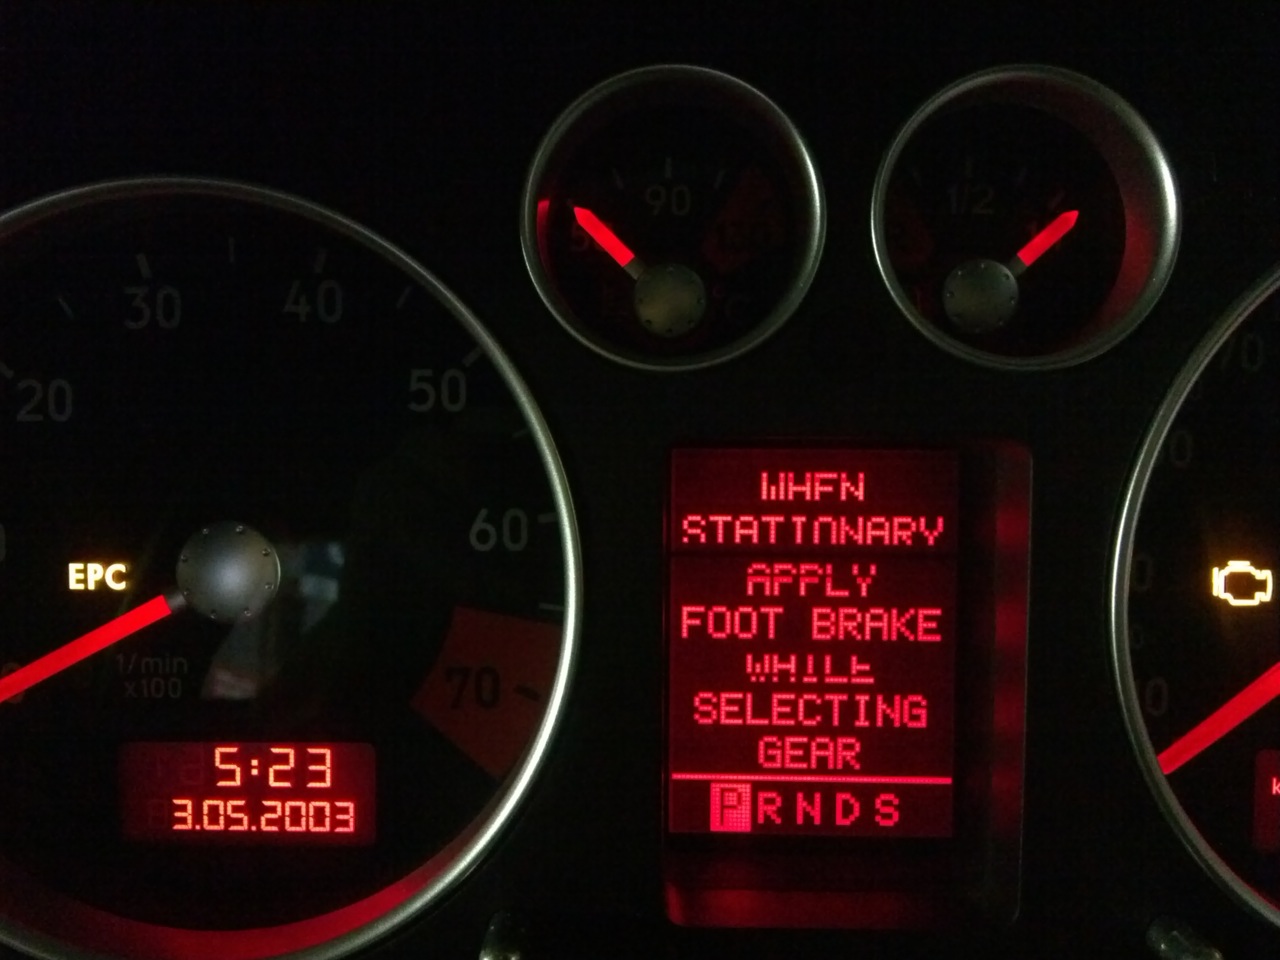 90
1/2
30
40
20
50
60
EPC
1/min
x100
70
5:23
3.05.2003
WHEN
STATIONARY
APPLY
FOOT BRAKE
WHILE
SELECTING
GEAR
P R N D S